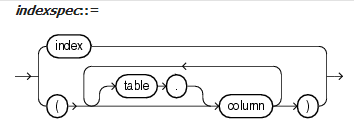 indexspec::=
index
( table . column )